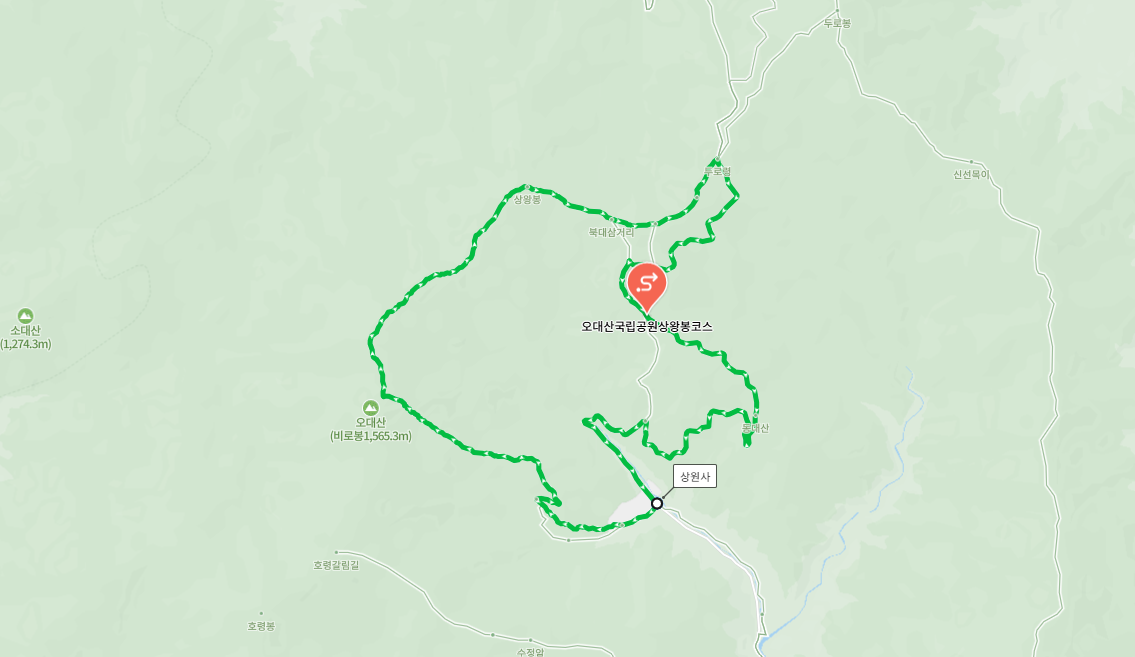 두로봉
두로령
신선목이
상왕봉
북대삼거리
소대산
(1,274.3m)
오대산국립공원상왕봉코스
오대산
(비로봉1,565.3m)
동대산
상원사
호령갈림길
호령봉
수정암